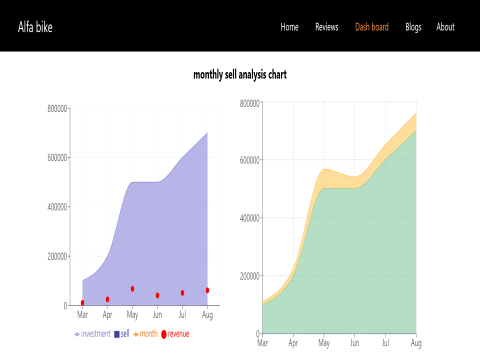 Alfa bike
Home Reviews Dash board Blogs About
monthly sell analysis chart
800000
600000
400000
200000
0
Mar Apr May Jun Jul Aug
investment sell month revenue
800000
600000
400000
200000
0
Mar Apr May Jun Jul Aug